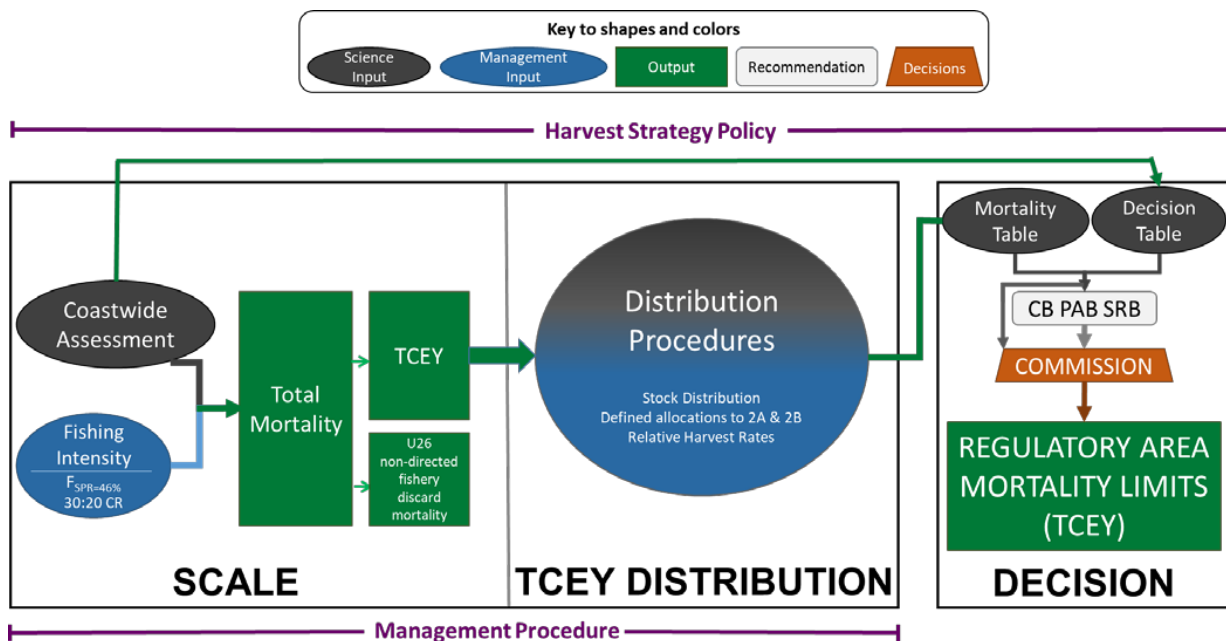 Key to shapes and colors
Science
Input
Management
Input
Output
Recommendation
Decisions
Harvest Strategy Policy
Coastwide
Assessment
Fishing
Intensity
FSPR=46%
30:20 CR
Total
Mortality
TCEY
U26
non-directed
fishery
discard
mortality
SCALE
Distribution
Procedures
Stock Distribution
Defined allocations to 2A & 2B
Relative Harvest Rates
TCEY DISTRIBUTION
Mortality
Table
Decision
Table
CB PAB SRB
COMMISSION
REGULATORY AREA
MORTALITY LIMITS
(TCEY)
DECISION
Management Procedure